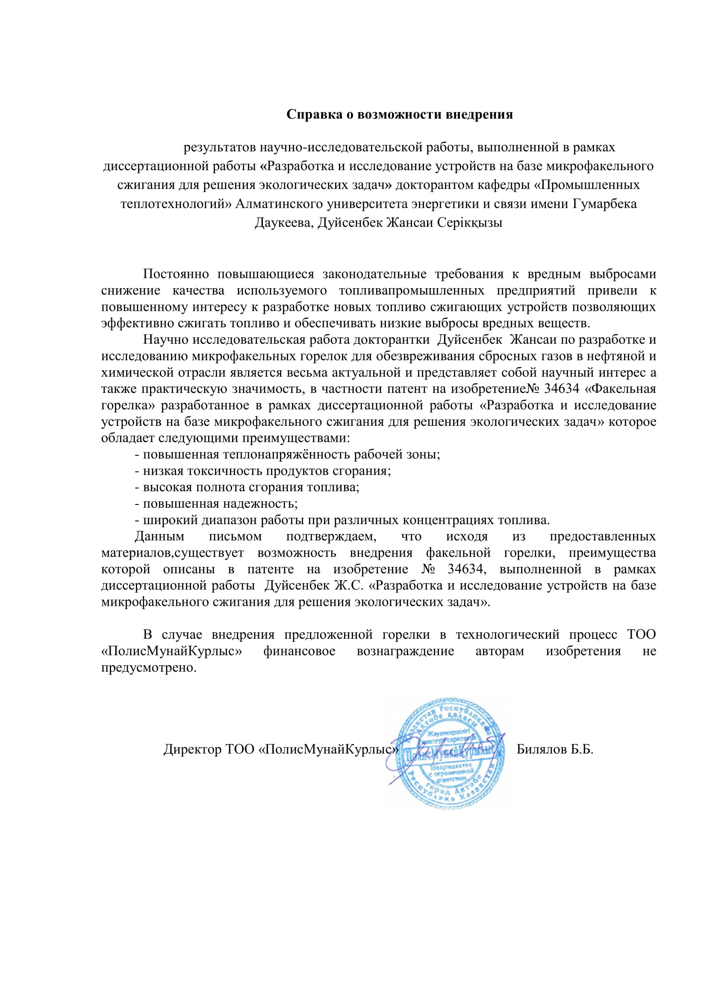 Справка о возможности внедрения
результатов научно-исследовательской работы, выполненной в рамках
диссертационной работы «Разработка и исследование устройств на базе микрофакельного
сжигания для решения экологических задач» докторантом кафедры «Промышленных
теплотехнологий» Алматинского университета энергетики и связи имени Гумарбека
Даукеева, Дуйсенбек Жансаи Серікқызы
Постоянно повышающиеся законодательные требования к вредным выбросами
снижение качества используемого топливапромышленных предприятий привели к
повышенному интересу к разработке новых топливо сжигающих устройств позволяющих
эффективно сжигать топливо и обеспечивать низкие выбросы вредных веществ.
Научно исследовательская работа докторантки Дуйсенбек Жансаи по разработке и
исследованию микрофакельных горелок для обезвреживания сбросных газов в нефтяной и
химической отрасли является весьма актуальной и представляет собой научный интерес а
также практическую значимость, в частности патент на изобретение№ 34634 «Факельная
горелка» разработанное в рамках диссертационной работы «Разработка и исследование
устройств на базе микрофакельного сжигания для решения экологических задач» которое
обладает следующими преимуществами:
- повышенная теплонапряжённость рабочей зоны;
- низкая токсичность продуктов сгорания;
- высокая полнота сгорания топлива;
- повышенная надежность;
- широкий диапазон работы при различных концентрациях топлива.
Данным письмом подтверждаем, что исходя из предоставленных
материалов,существует возможность внедрения факельной горелки, преимущества
которой описаны в патенте на изобретение № 34634, выполненной в рамках
диссертационной работы Дуйсенбек Ж.С. «Разработка и исследование устройств на базе
микрофакельного сжигания для решения экологических задач».
В случае внедрения предложенной горелки в технологический процесс ТОО
«ПолисМунайКурлыс» финансовое вознаграждение авторам изобретения не
предусмотрено.
Қазақстан Республикасы
Ақтөбе қаласы
Жауапкершілігі
шектеулі серіктестік
Директор ТОО «ПолисМунайКурлыс» Билялов Б.Б.
Товарищество
с ограниченной
ответствен
город Актобе
Республика Казахстан